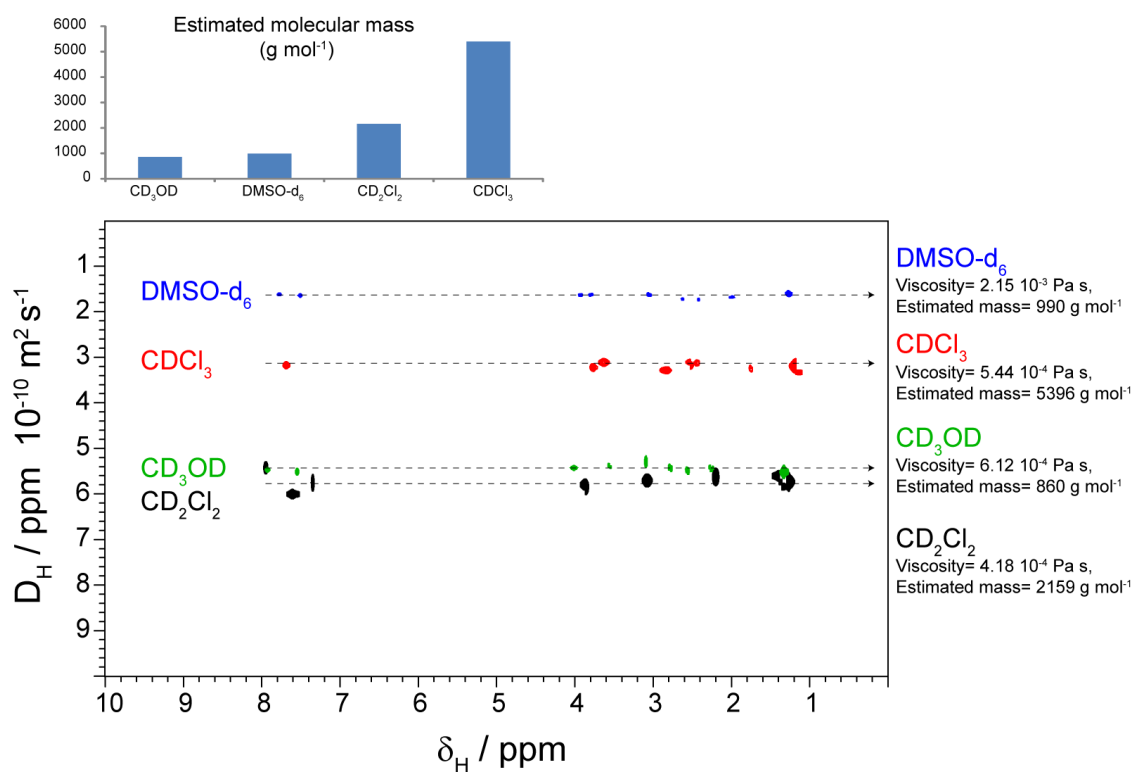 Estimated molecular mass
(g mol⁻¹)
6000
5000
4000
3000
2000
1000
0
CD₃OD
DMSO-d₆
CD₂Cl₂
CDCl₃
D_H / ppm 10⁻¹⁰ m² s⁻¹
1
2
3
4
5
6
7
8
9
DMSO-d₆
CDCl₃
CD₃OD
CD₂Cl₂
10
9
8
7
6
5
4
3
2
1
δ_H / ppm
DMSO-d₆
Viscosity= 2.15 10⁻³ Pa s,
Estimated mass= 990 g mol⁻¹
CDCl₃
Viscosity= 5.44 10⁻⁴ Pa s,
Estimated mass= 5396 g mol⁻¹
CD₃OD
Viscosity= 6.12 10⁻⁴ Pa s,
Estimated mass= 860 g mol⁻¹
CD₂Cl₂
Viscosity= 4.18 10⁻⁴ Pa s,
Estimated mass= 2159 g mol⁻¹